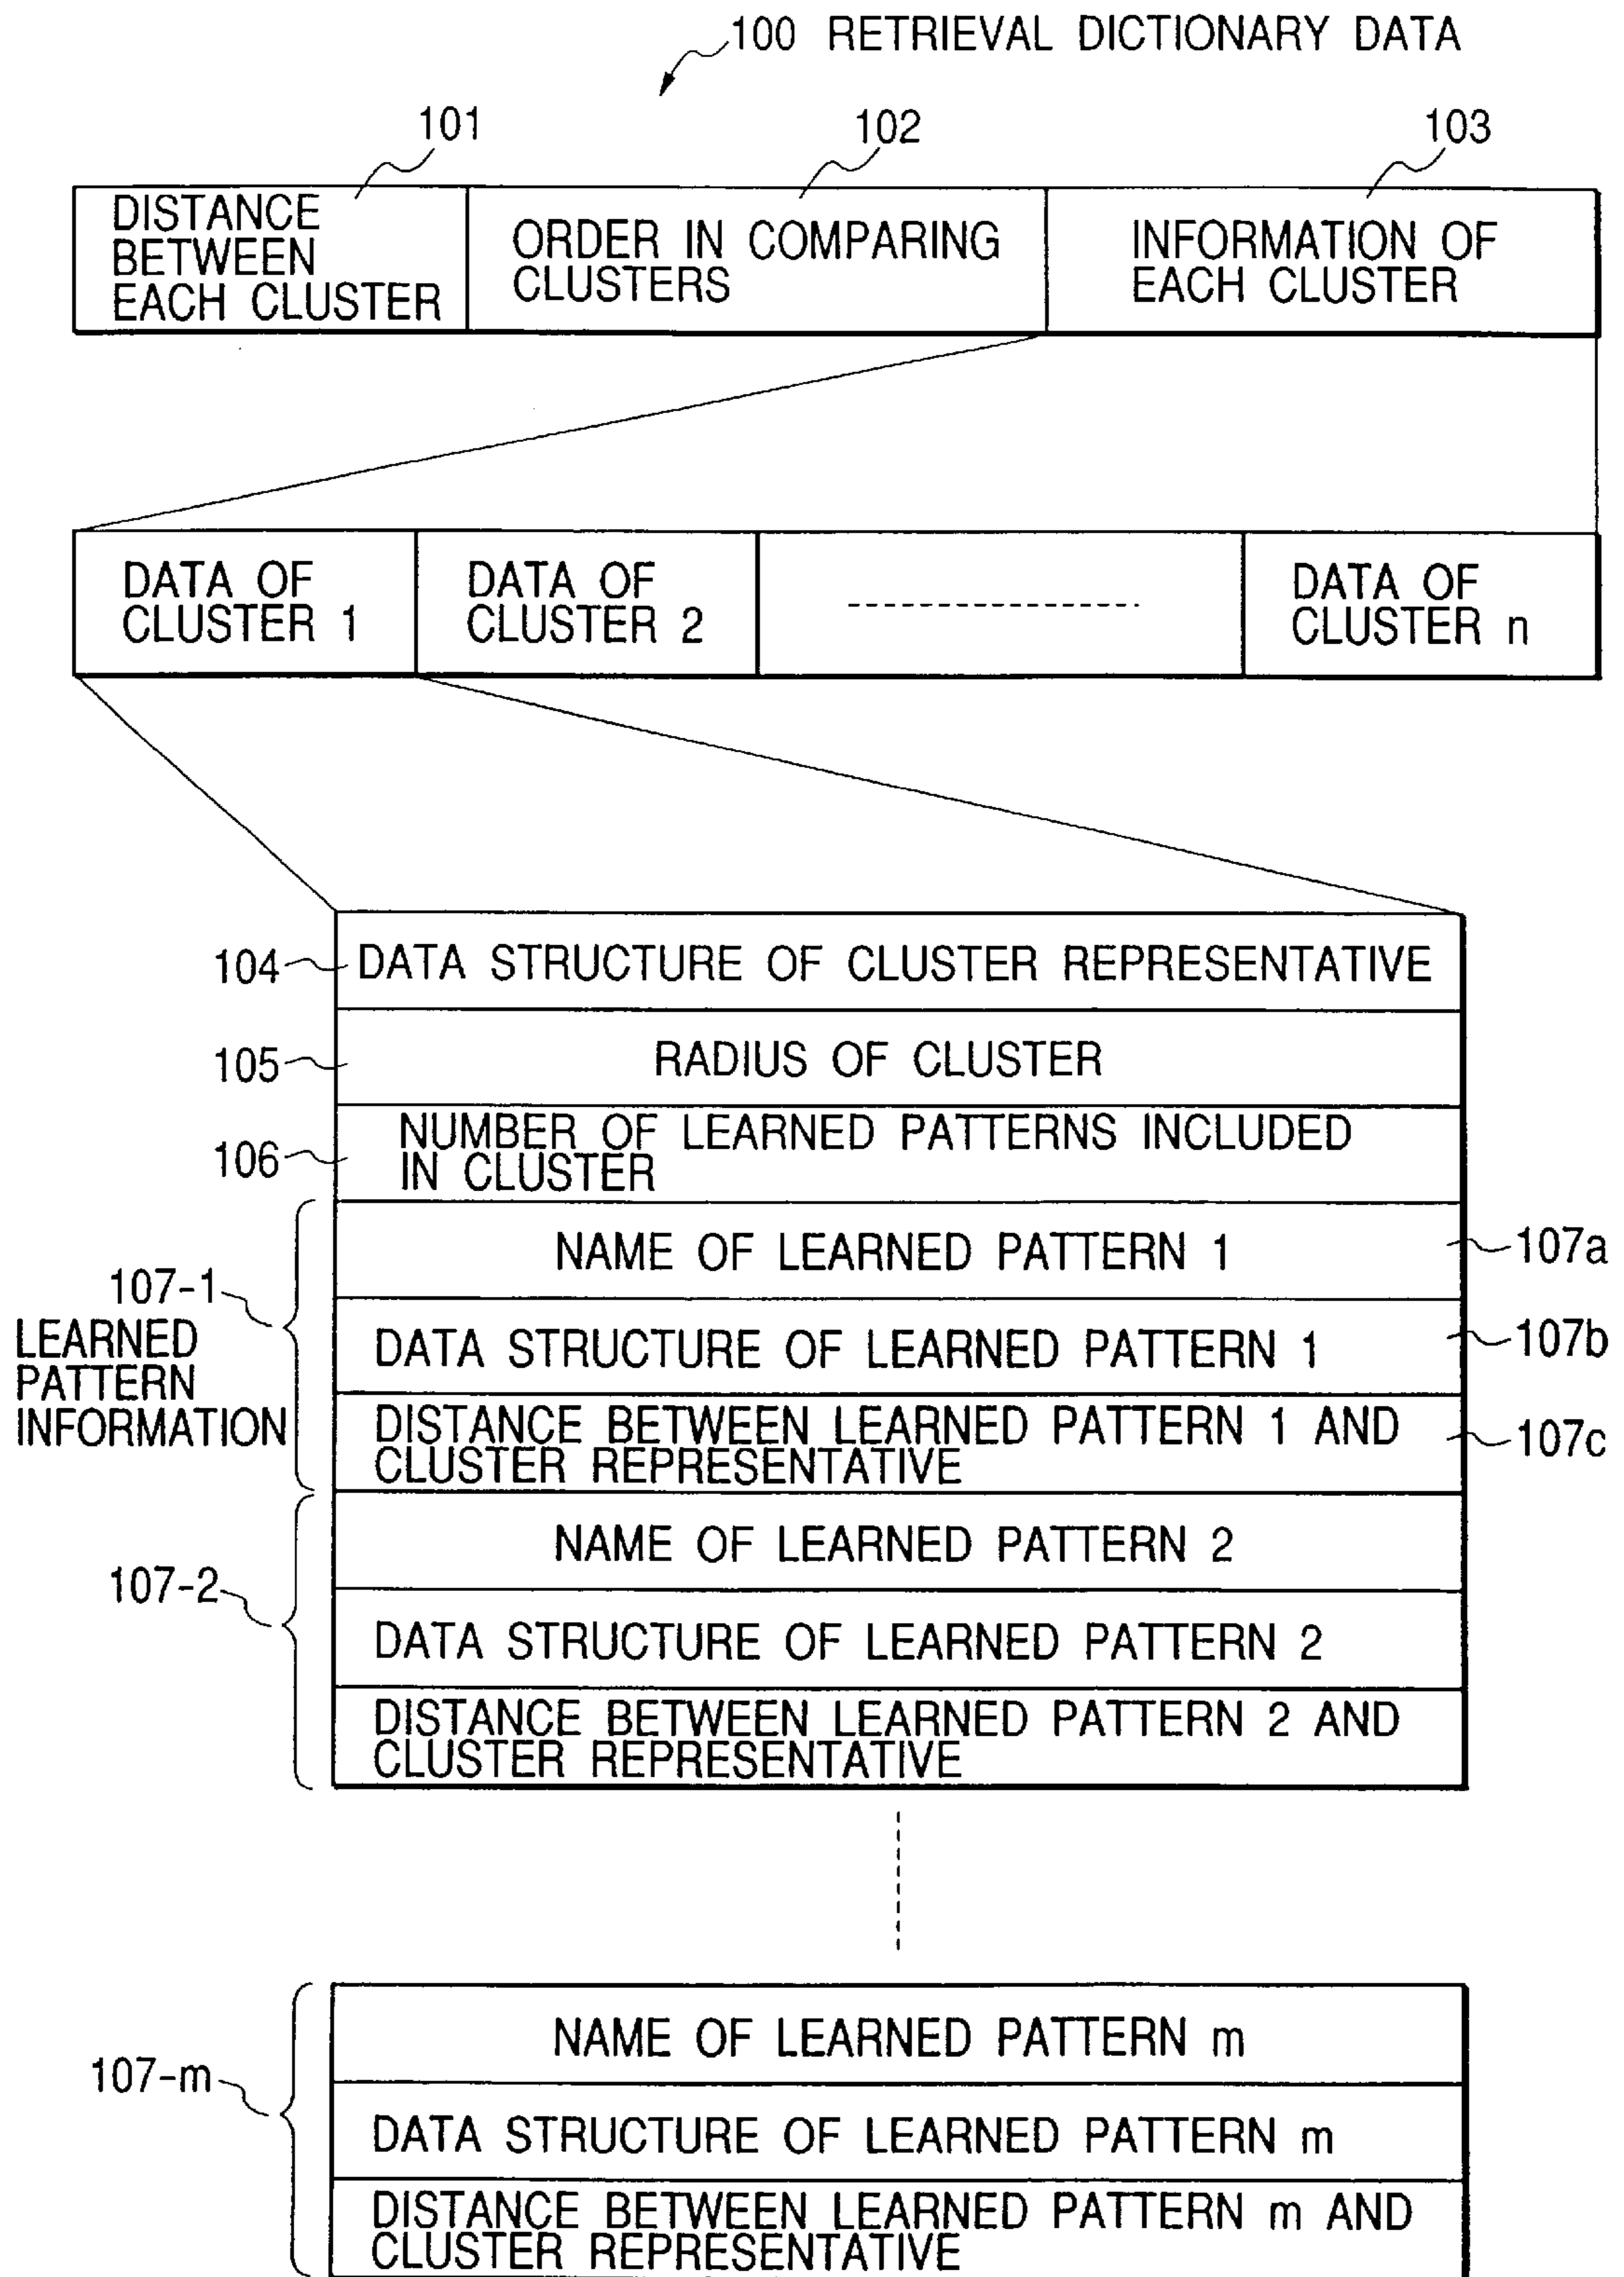 100 RETRIEVAL DICTIONARY DATA
101
102
103
DISTANCE
BETWEEN
EACH CLUSTER
ORDER IN COMPARING
CLUSTERS
INFORMATION OF
EACH CLUSTER
DATA OF
CLUSTER 1
DATA OF
CLUSTER 2
DATA OF
CLUSTER n
104
DATA STRUCTURE OF CLUSTER REPRESENTATIVE
105
RADIUS OF CLUSTER
106
NUMBER OF LEARNED PATTERNS INCLUDED
IN CLUSTER
107-1
LEARNED
PATTERN
INFORMATION
NAME OF LEARNED PATTERN 1
107a
DATA STRUCTURE OF LEARNED PATTERN 1
107b
DISTANCE BETWEEN LEARNED PATTERN 1 AND
CLUSTER REPRESENTATIVE
107c
107-2
NAME OF LEARNED PATTERN 2
DATA STRUCTURE OF LEARNED PATTERN 2
DISTANCE BETWEEN LEARNED PATTERN 2 AND
CLUSTER REPRESENTATIVE
107-m
NAME OF LEARNED PATTERN m
DATA STRUCTURE OF LEARNED PATTERN m
DISTANCE BETWEEN LEARNED PATTERN m AND
CLUSTER REPRESENTATIVE